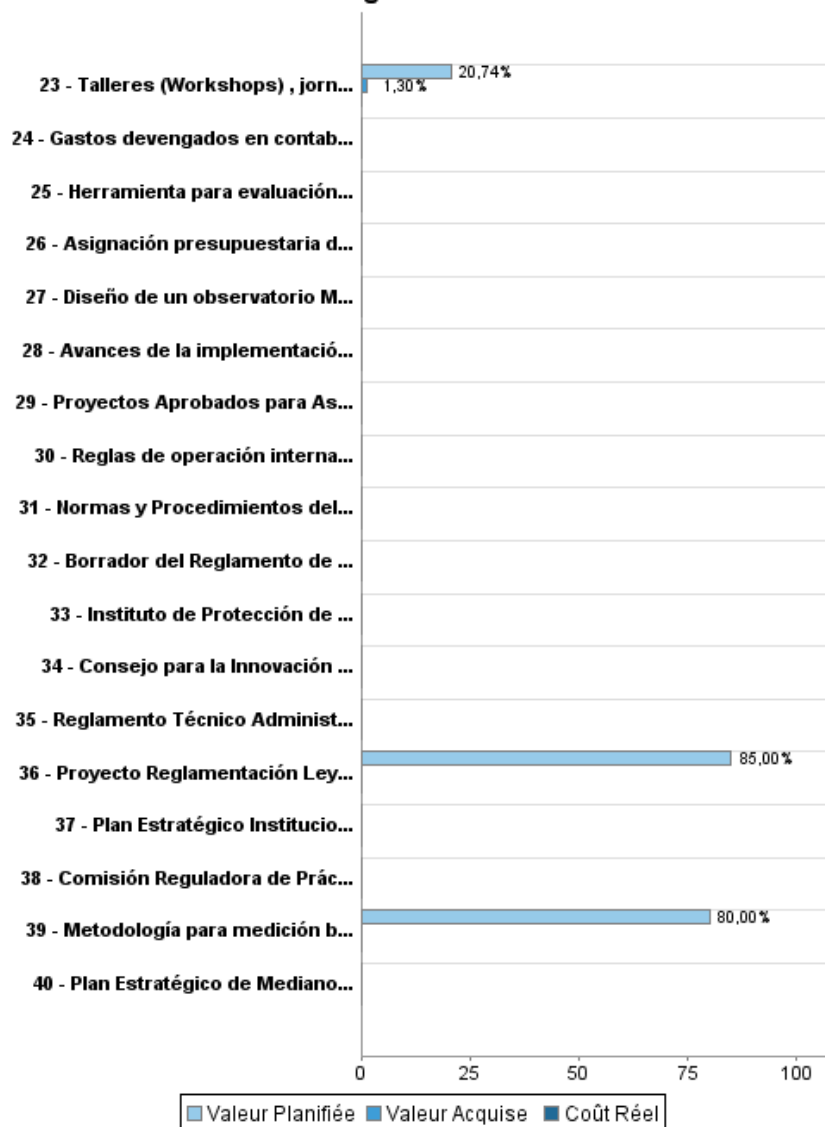 23 - Talleres (Workshops) , jorn...
20,74%
1,30%
24 - Gastos devengados en contab...
25 - Herramienta para evaluación...
26 - Asignación presupuestaria d...
27 - Diseño de un observatorio M...
28 - Avances de la implementació...
29 - Proyectos Aprobados para As...
30 - Reglas de operación interna...
31 - Normas y Procedimientos del...
32 - Borrador del Reglamento de ...
33 - Instituto de Protección de ...
34 - Consejo para la Innovación ...
35 - Reglamento Técnico Administ...
36 - Proyecto Reglamentación Ley...
85,00%
37 - Plan Estratégico Institucio...
38 - Comisión Reguladora de Prác...
39 - Metodología para medición b...
80,00%
40 - Plan Estratégico de Mediano...
0 25 50 75 100
Valeur Planifiée Valeur Acquise Coût Réel